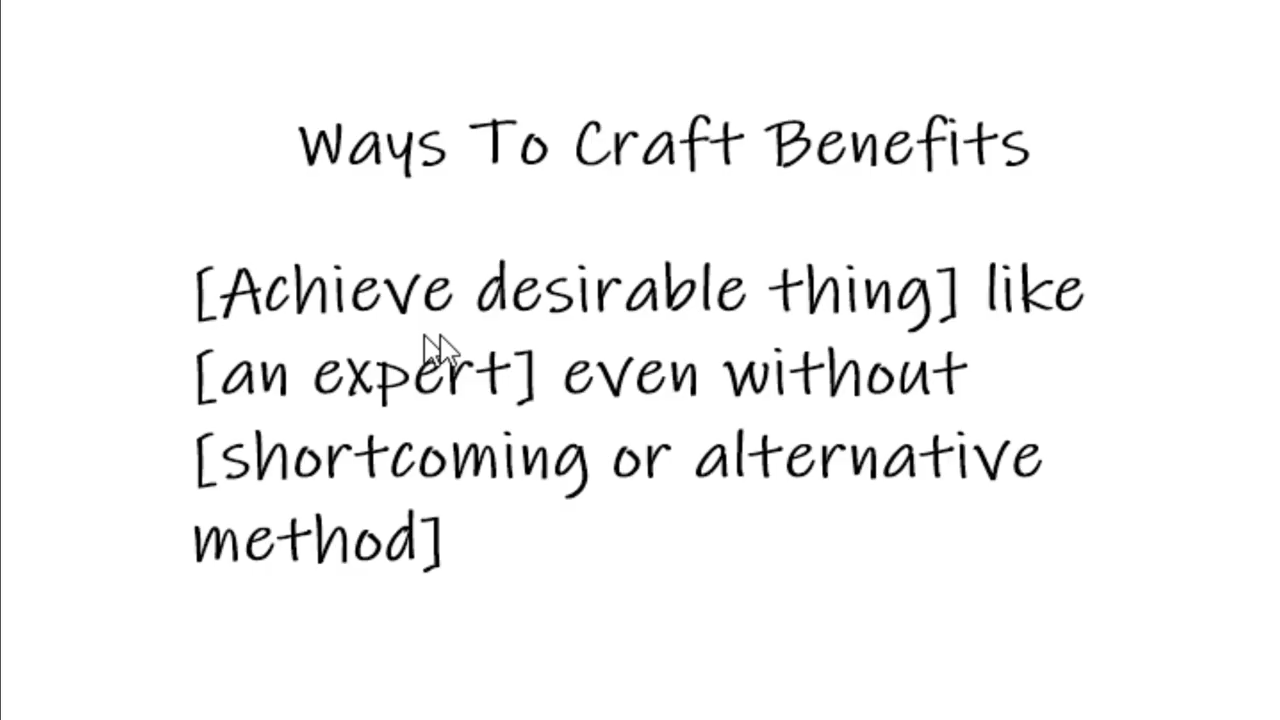 Ways To Craft Benefits
[Achieve desirable thing] like
[an expert] even without
[shortcoming or alternative
method]